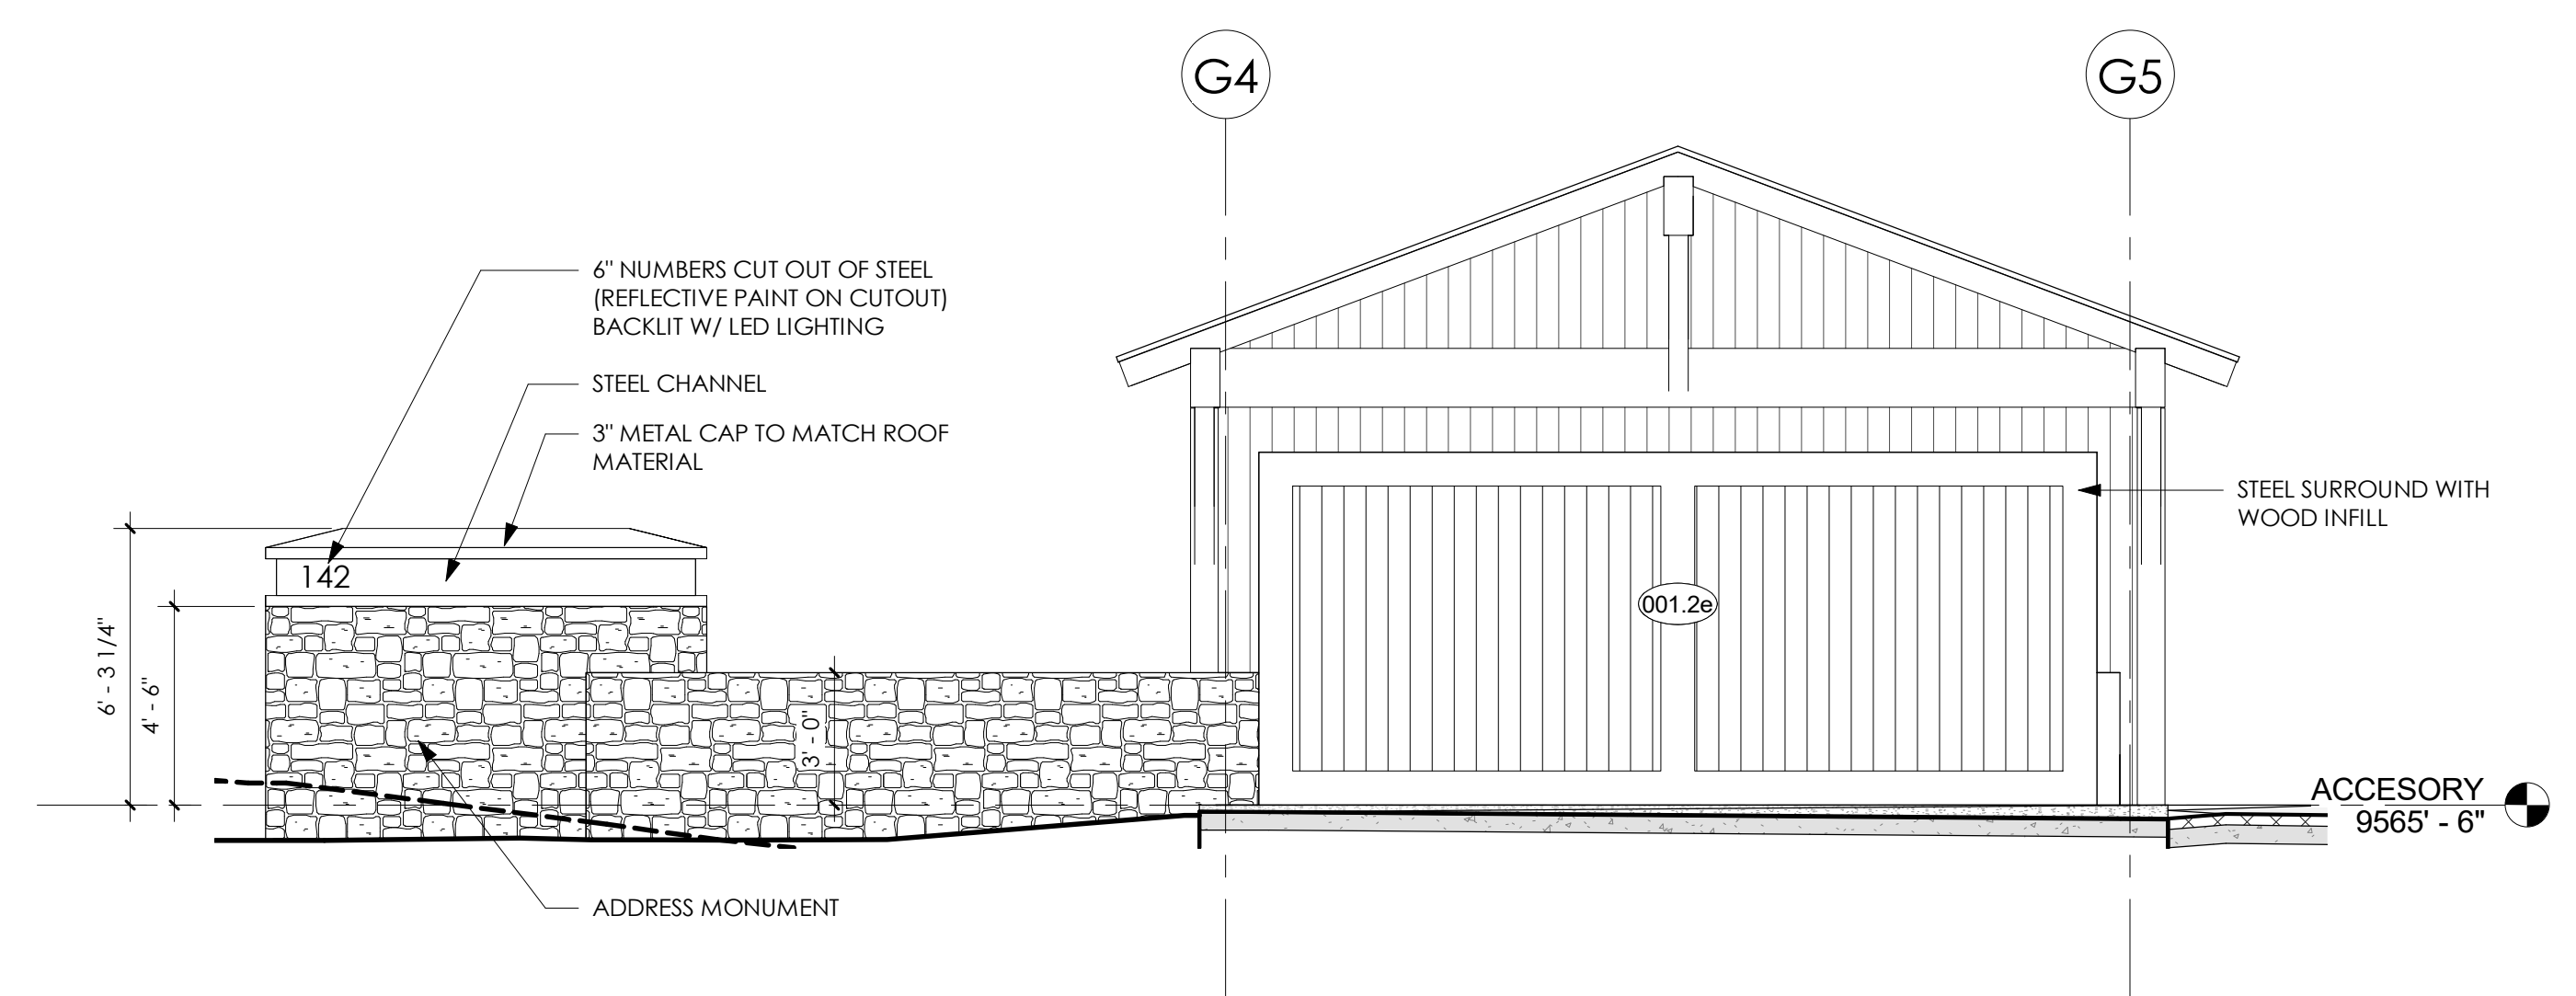 G4
G5
6" NUMBERS CUT OUT OF STEEL
(REFLECTIVE PAINT ON CUTOUT)
BACKLIT W/ LED LIGHTING
STEEL CHANNEL
3" METAL CAP TO MATCH ROOF
MATERIAL
STEEL SURROUND WITH
WOOD INFILL
142
001.2e
6' - 3 1/4"
4' - 6"
3' - 0"
ACCESORY
9565' - 6"
ADDRESS MONUMENT